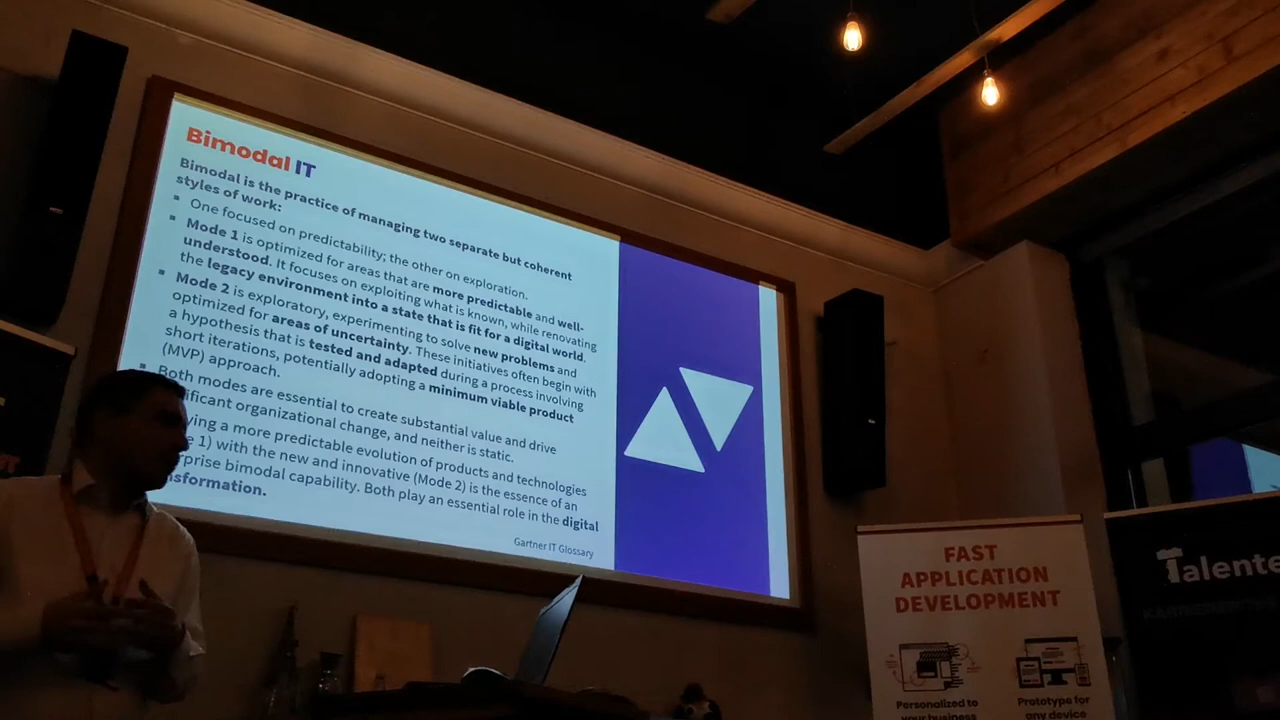 Bimodal IT
Bimodal is the practice of managing two separate but coherent
styles of work:
▪ One focused on predictability; the other on exploration.
▪ Mode 1 is optimized for areas that are more predictable and well-
understood. It focuses on exploiting what is known, while renovating
the legacy environment into a state that is fit for a digital world.
▪ Mode 2 is exploratory, experimenting to solve new problems and
optimized for areas of uncertainty. These initiatives often begin with
a hypothesis that is tested and adapted during a process involving
short iterations, potentially adopting a minimum viable product
(MVP) approach.
▪ Both modes are essential to create substantial value and drive
ificant organizational change, and neither is static.
ying a more predictable evolution of products and technologies
e 1) with the new and innovative (Mode 2) is the essence of an
rprise bimodal capability. Both play an essential role in the digital
nsformation.
Gartner IT Glossary
FAST
APPLICATION
DEVELOPMENT
Personalized to
your business
Prototype for
any device
Talente